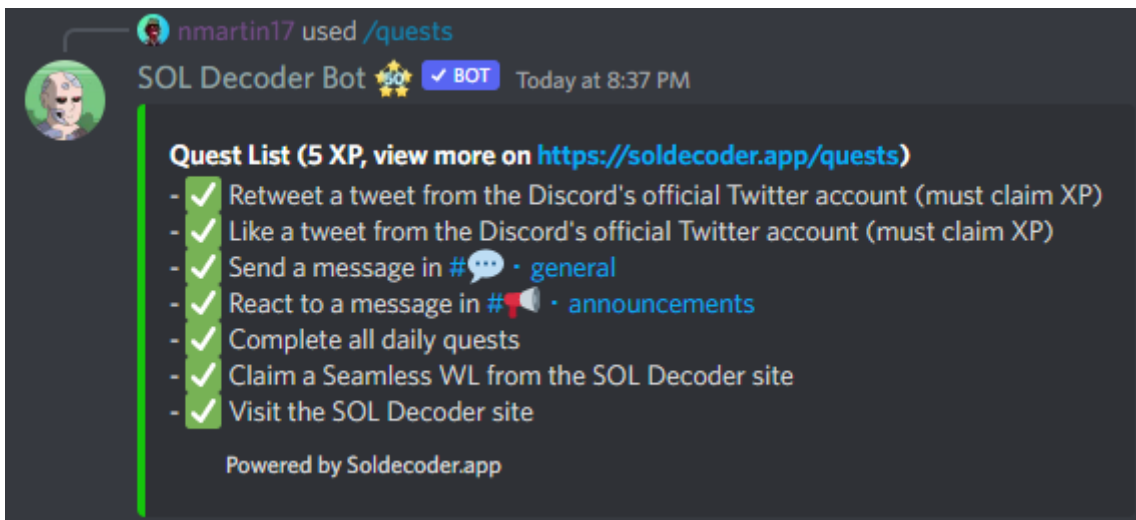 nmartin17 used /quests
SOL Decoder Bot SO ✓ BOT Today at 8:37 PM
Quest List (5 XP, view more on https://soldecoder.app/quests)
- ✅ Retweet a tweet from the Discord's official Twitter account (must claim XP)
- ✅ Like a tweet from the Discord's official Twitter account (must claim XP)
- ✅ Send a message in #💬・general
- ✅ React to a message in #📢・announcements
- ✅ Complete all daily quests
- ✅ Claim a Seamless WL from the SOL Decoder site
- ✅ Visit the SOL Decoder site
Powered by Soldecoder.app